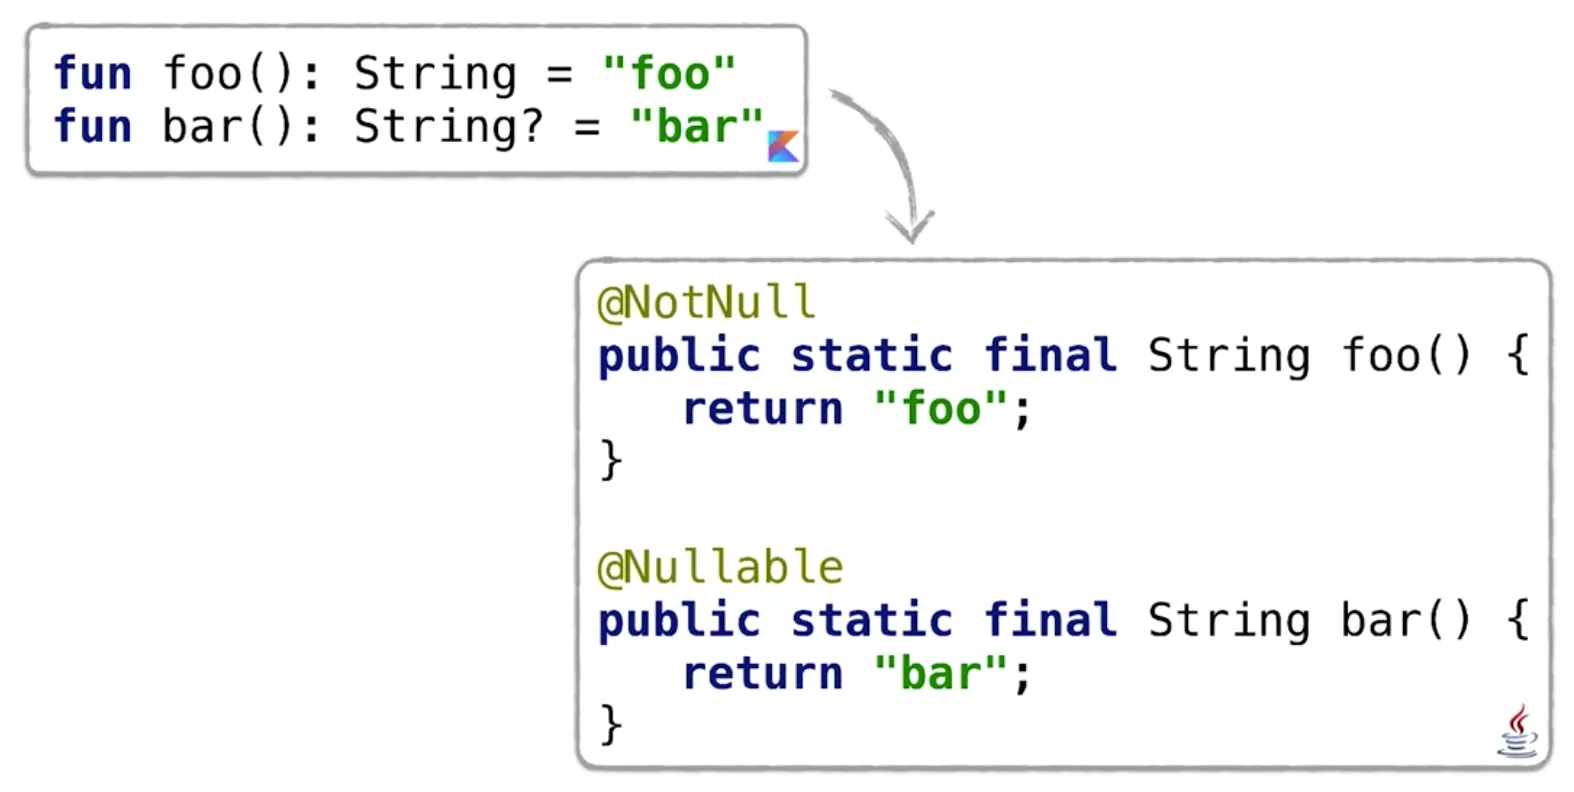 fun foo(): String = "foo"
fun bar(): String? = "bar"
@NotNull
public static final String foo() {
   return "foo";
}
@Nullable
public static final String bar() {
   return "bar";
}